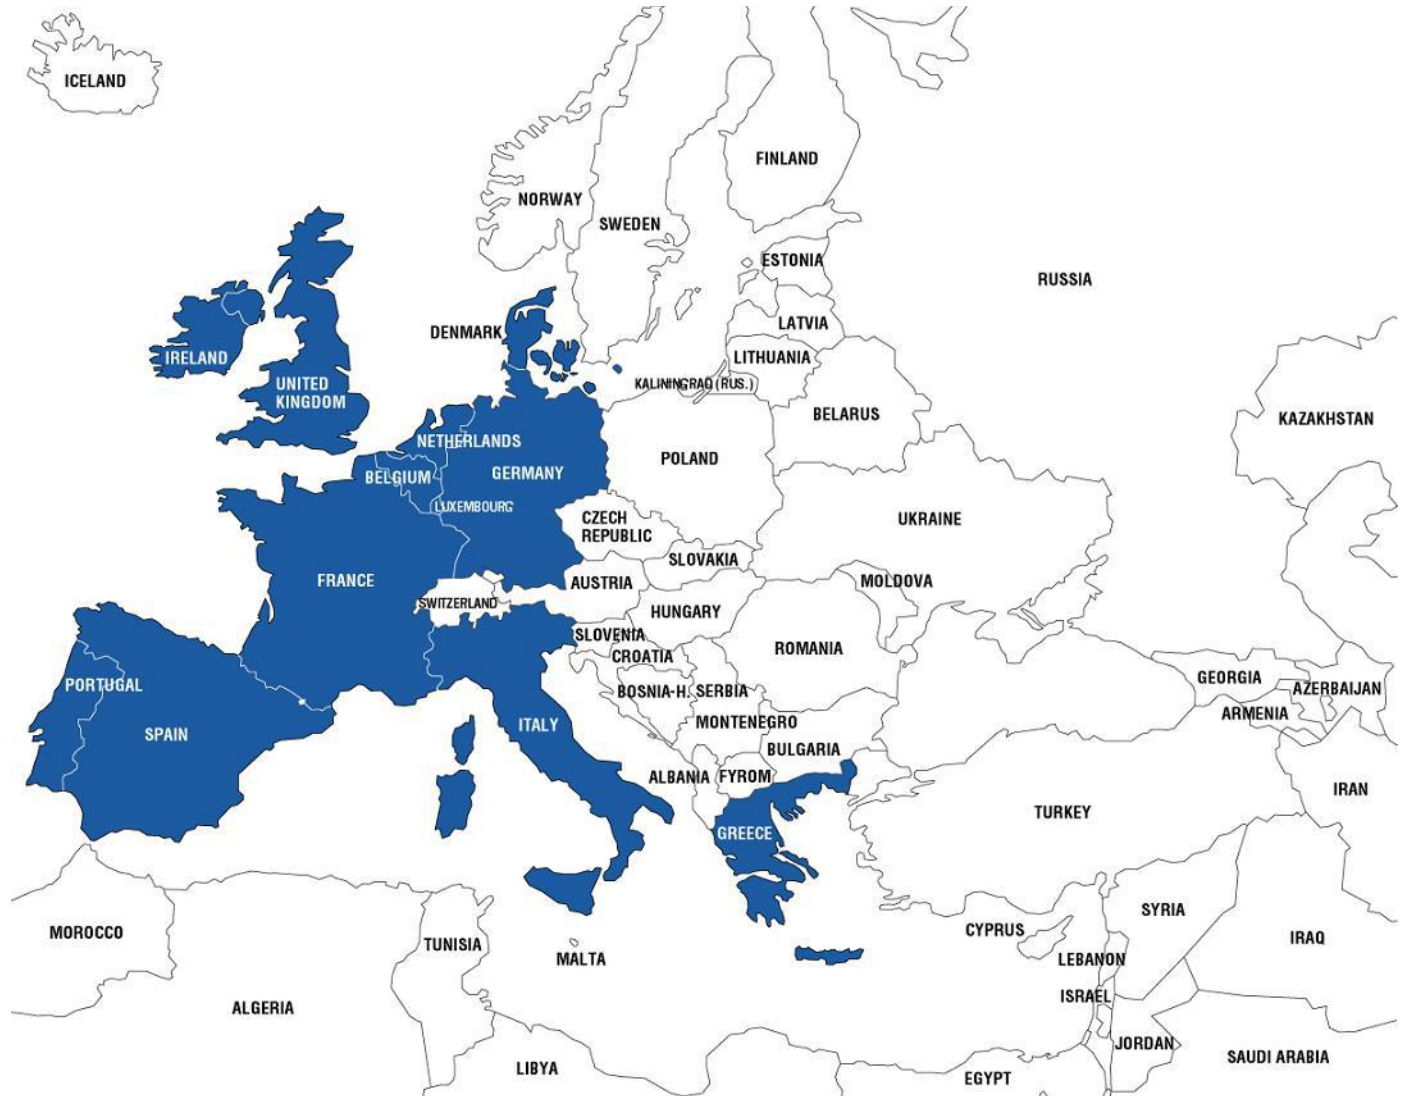 ICELAND
FINLAND
NORWAY
SWEDEN
ESTONIA
RUSSIA
LATVIA
DENMARK
LITHUANIA
IRELAND
KALININGRAD (RUS.)
UNITED
KINGDOM
BELARUS
KAZAKHSTAN
NETHERLANDS
POLAND
GERMANY
BELGIUM
LUXEMBOURG
CZECH
REPUBLIC
UKRAINE
SLOVAKIA
FRANCE
AUSTRIA
MOLDOVA
SWITZERLAND
HUNGARY
SLOVENIA
ROMANIA
CROATIA
GEORGIA
PORTUGAL
BOSNIA-H.
SERBIA
AZERBAIJAN
ARMENIA
MONTENEGRO
ITALY
SPAIN
BULGARIA
ALBANIA
FYROM
IRAN
TURKEY
GREECE
SYRIA
CYPRUS
MOROCCO
IRAQ
TUNISIA
MALTA
LEBANON
ISRAEL
ALGERIA
JORDAN
SAUDI ARABIA
LIBYA
EGYPT